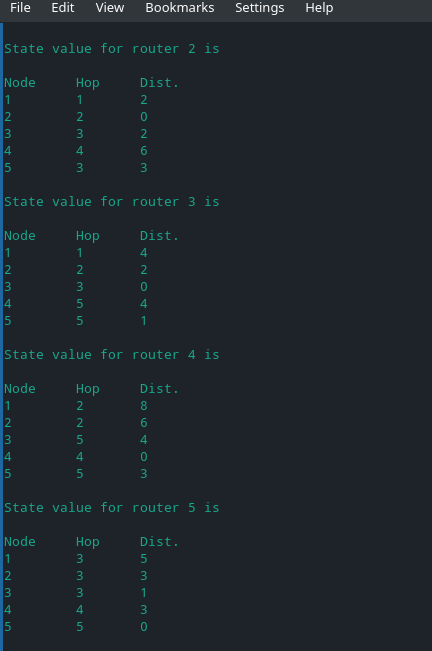 File Edit View Bookmarks Settings Help
State value for router 2 is
Node Hop Dist.
1 1 2
2 2 0
3 3 2
4 4 6
5 3 3
State value for router 3 is
Node Hop Dist.
1 1 4
2 2 2
3 3 0
4 5 4
5 5 1
State value for router 4 is
Node Hop Dist.
1 2 8
2 2 6
3 5 4
4 4 0
5 5 3
State value for router 5 is
Node Hop Dist.
1 3 5
2 3 3
3 3 1
4 4 3
5 5 0